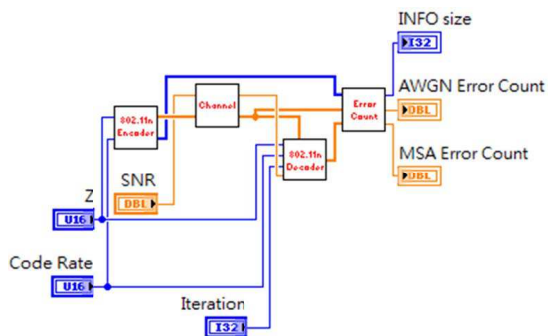 INFO size
I32
AWGN Error Count
DBL
MSA Error Count
DBL
802.11n
Encoder
Channel
Error
Count
802.11n
Decoder
SNR
DBL
Z
U16
Code Rate
U16
Iteration
I32